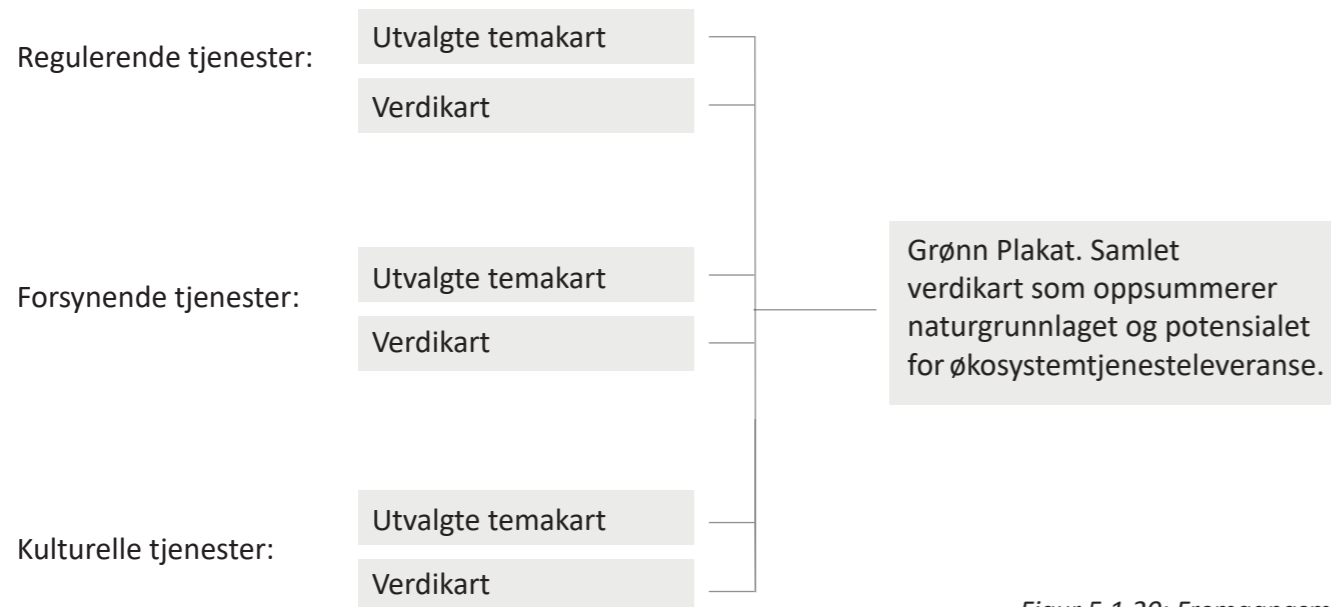 Regulerende tjenester:
Utvalgte temakart
Verdikart
Forsynende tjenester:
Utvalgte temakart
Verdikart
Kulturelle tjenester:
Utvalgte temakart
Verdikart
Grønn Plakat. Samlet
verdikart som oppsummerer
naturgrunnlaget og potensialet
for økosystemtjenesteleveranse.